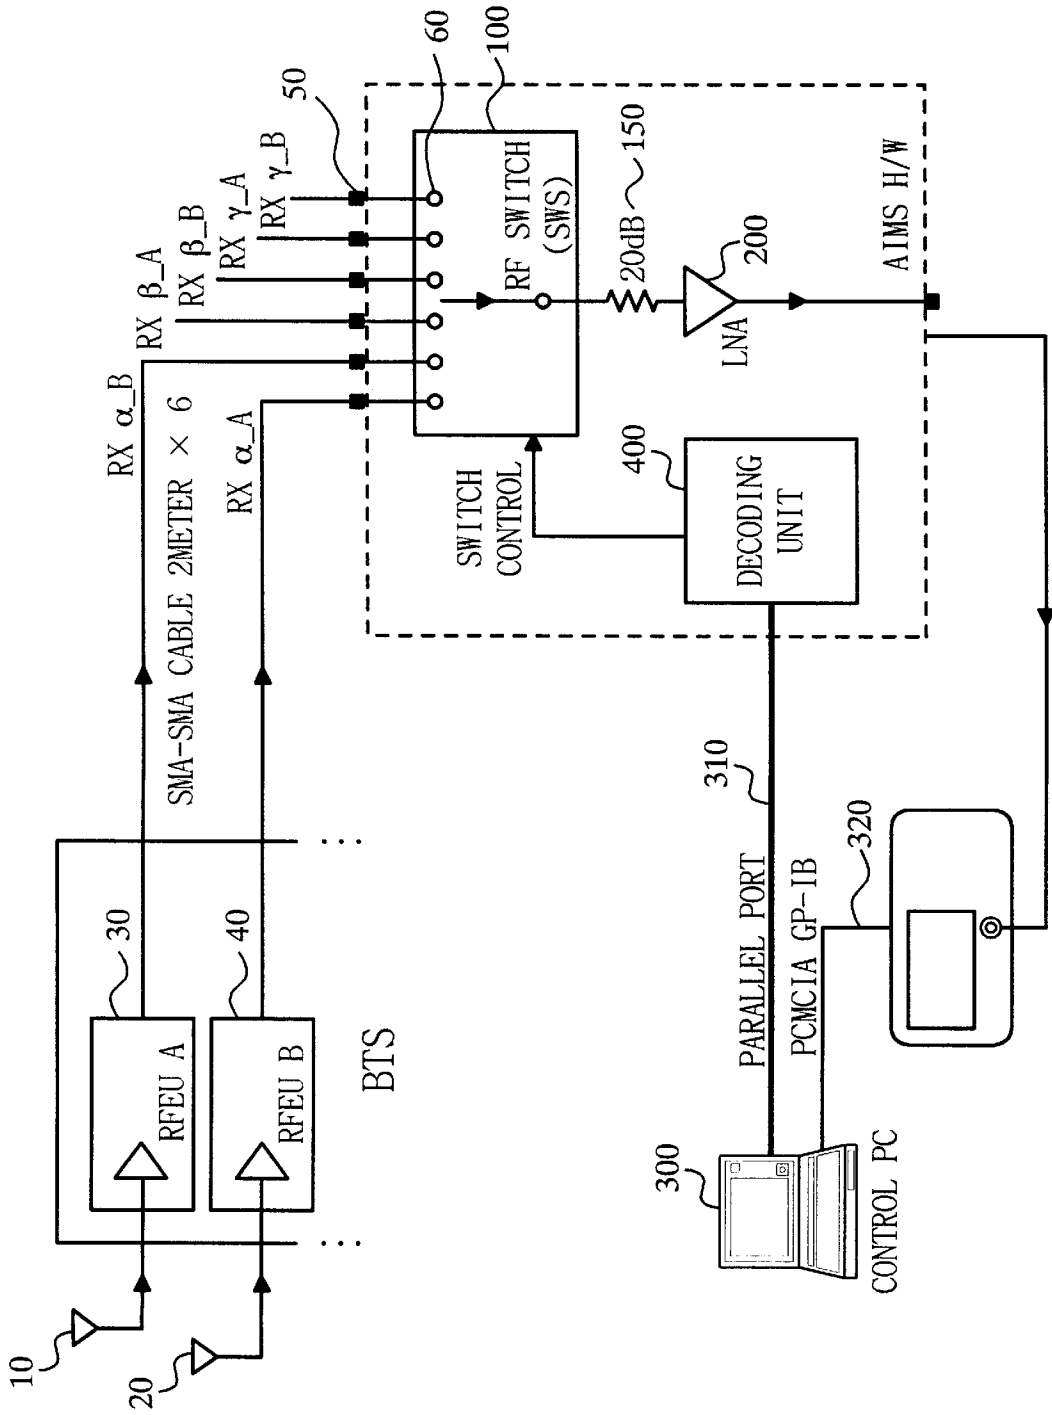 10
20
30
40
RFEU A
RFEU B
BTS
RX α_B
SMA-SMA CABLE 2METER × 6
RX α_A
RX β_A
RX β_B
RX γ_A
RX γ_B
50
60
100
RF SWITCH
(SWS)
20dB
150
200
LNA
AIMS H/W
SWITCH
CONTROL
400
DECODING
UNIT
310
PARALLEL PORT
PCMCIA GP-IB
320
300
CONTROL PC